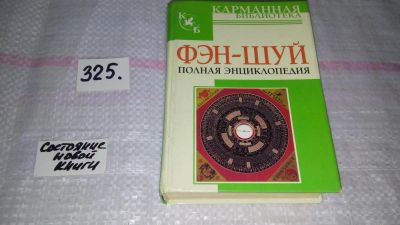 325.
Состояние
новой
книги
К
Б
КАРМАННАЯ
БИБЛИОТЕКА
ФЭН-ШУЙ
ПОЛНАЯ ЭНЦИКЛОПЕДИЯ